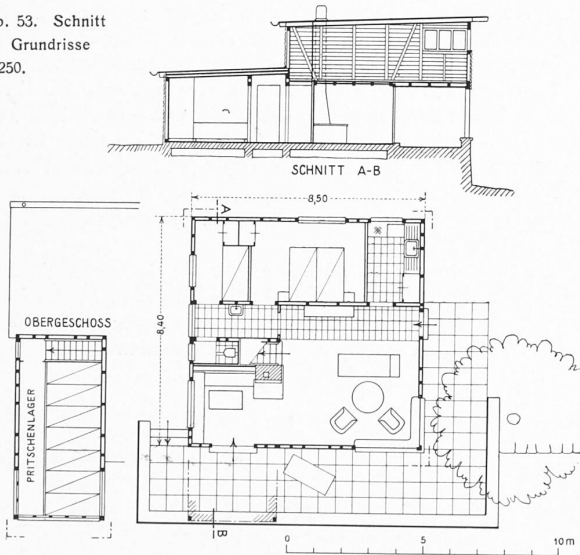 b. 53. Schnitt
Grundrisse
250.
SCHNITT A-B
8,50
A
8,40
OBERGESCHOSS
PRITSCHENLAGER
B
0 5 10 m